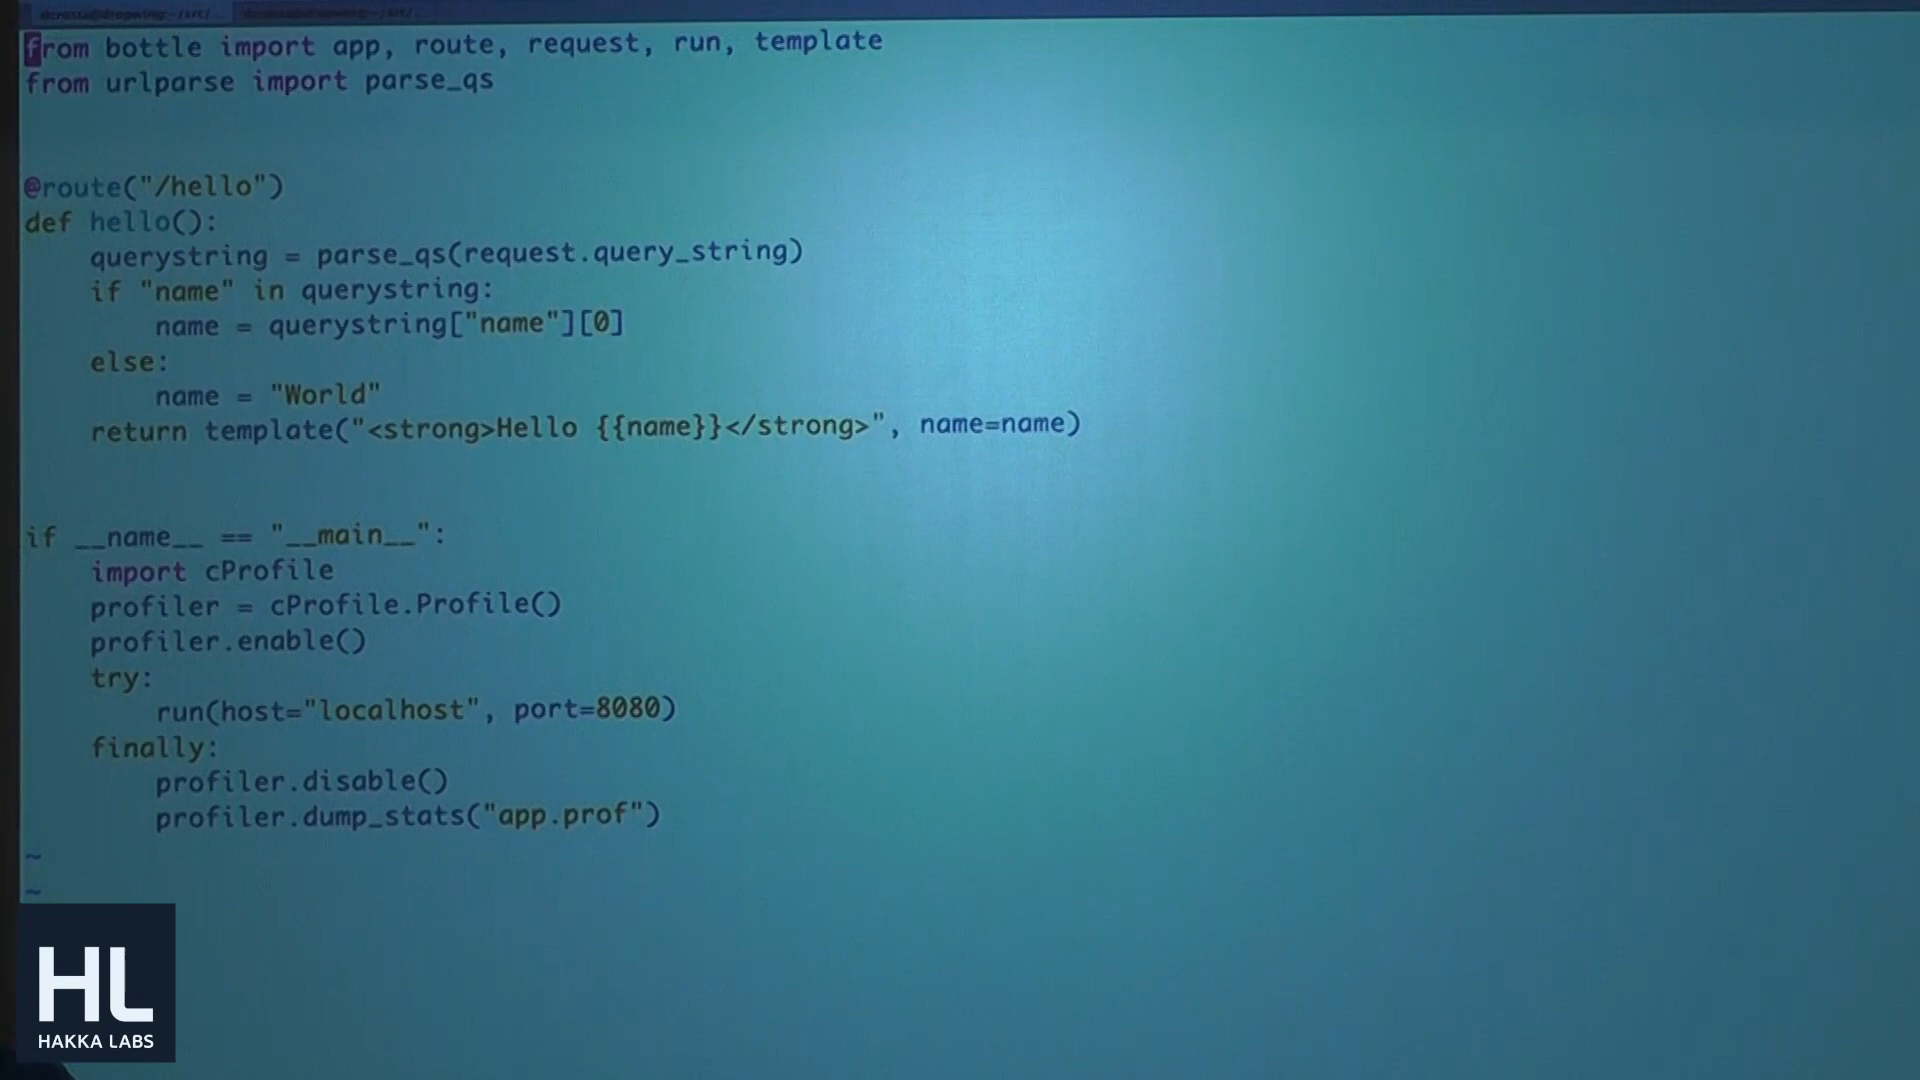 from bottle import app, route, request, run, template
from urlparse import parse_qs
@route("/hello")
def hello():
    querystring = parse_qs(request.query_string)
    if "name" in querystring:
        name = querystring["name"][0]
    else:
        name = "World"
    return template("<strong>Hello {{name}}</strong>", name=name)
if __name__ == "__main__":
    import cProfile
    profiler = cProfile.Profile()
    profiler.enable()
    try:
        run(host="localhost", port=8080)
    finally:
        profiler.disable()
        profiler.dump_stats("app.prof")
~
~
HL
HAKKA LABS